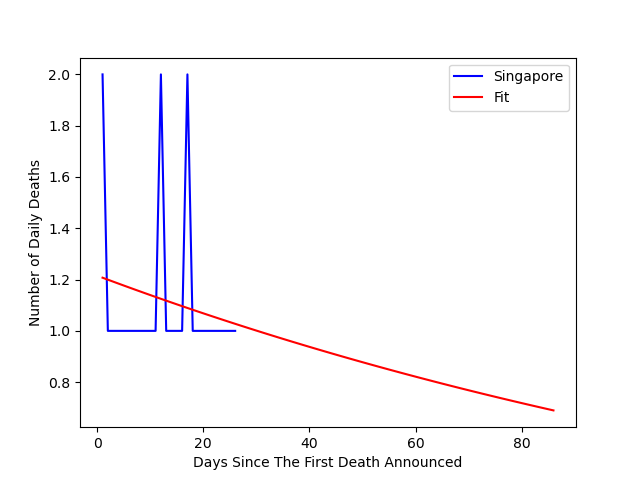 Singapore
Fit
2.0
1.8
1.6
1.4
1.2
1.0
0.8
Number of Daily Deaths
0 20 40 60 80
Days Since The First Death Announced